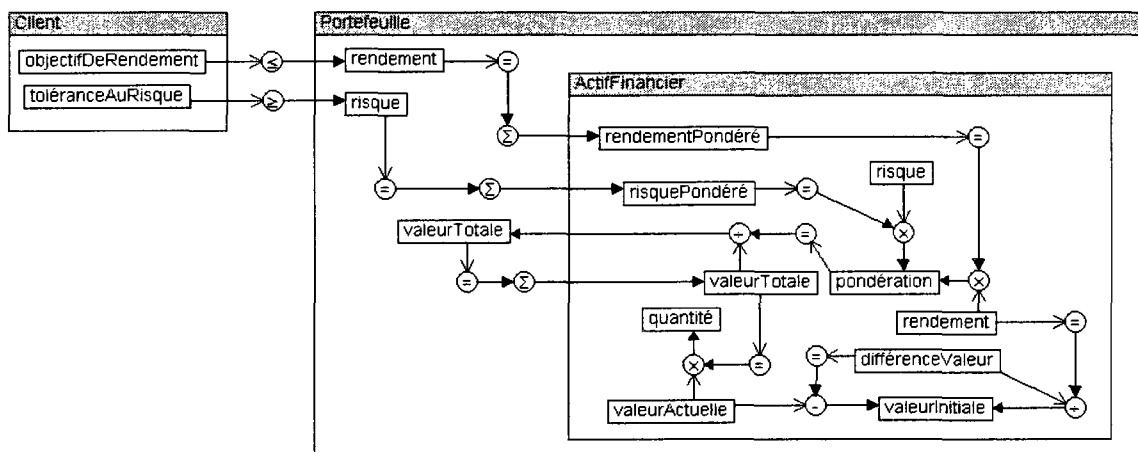 Client
Portefeuille
objectifDeRendement
≤
rendement
=
ActifFinancier
toléranceAuRisque
≥
risque
Σ
rendementPondéré
=
risque
=
Σ
risquePondéré
=
×
valeurTotale
÷
=
=
Σ
valeurTotale
pondération
×
quantité
rendement
=
×
=
=
différenceValeur
valeurActuelle
-
valeurInitiale
÷